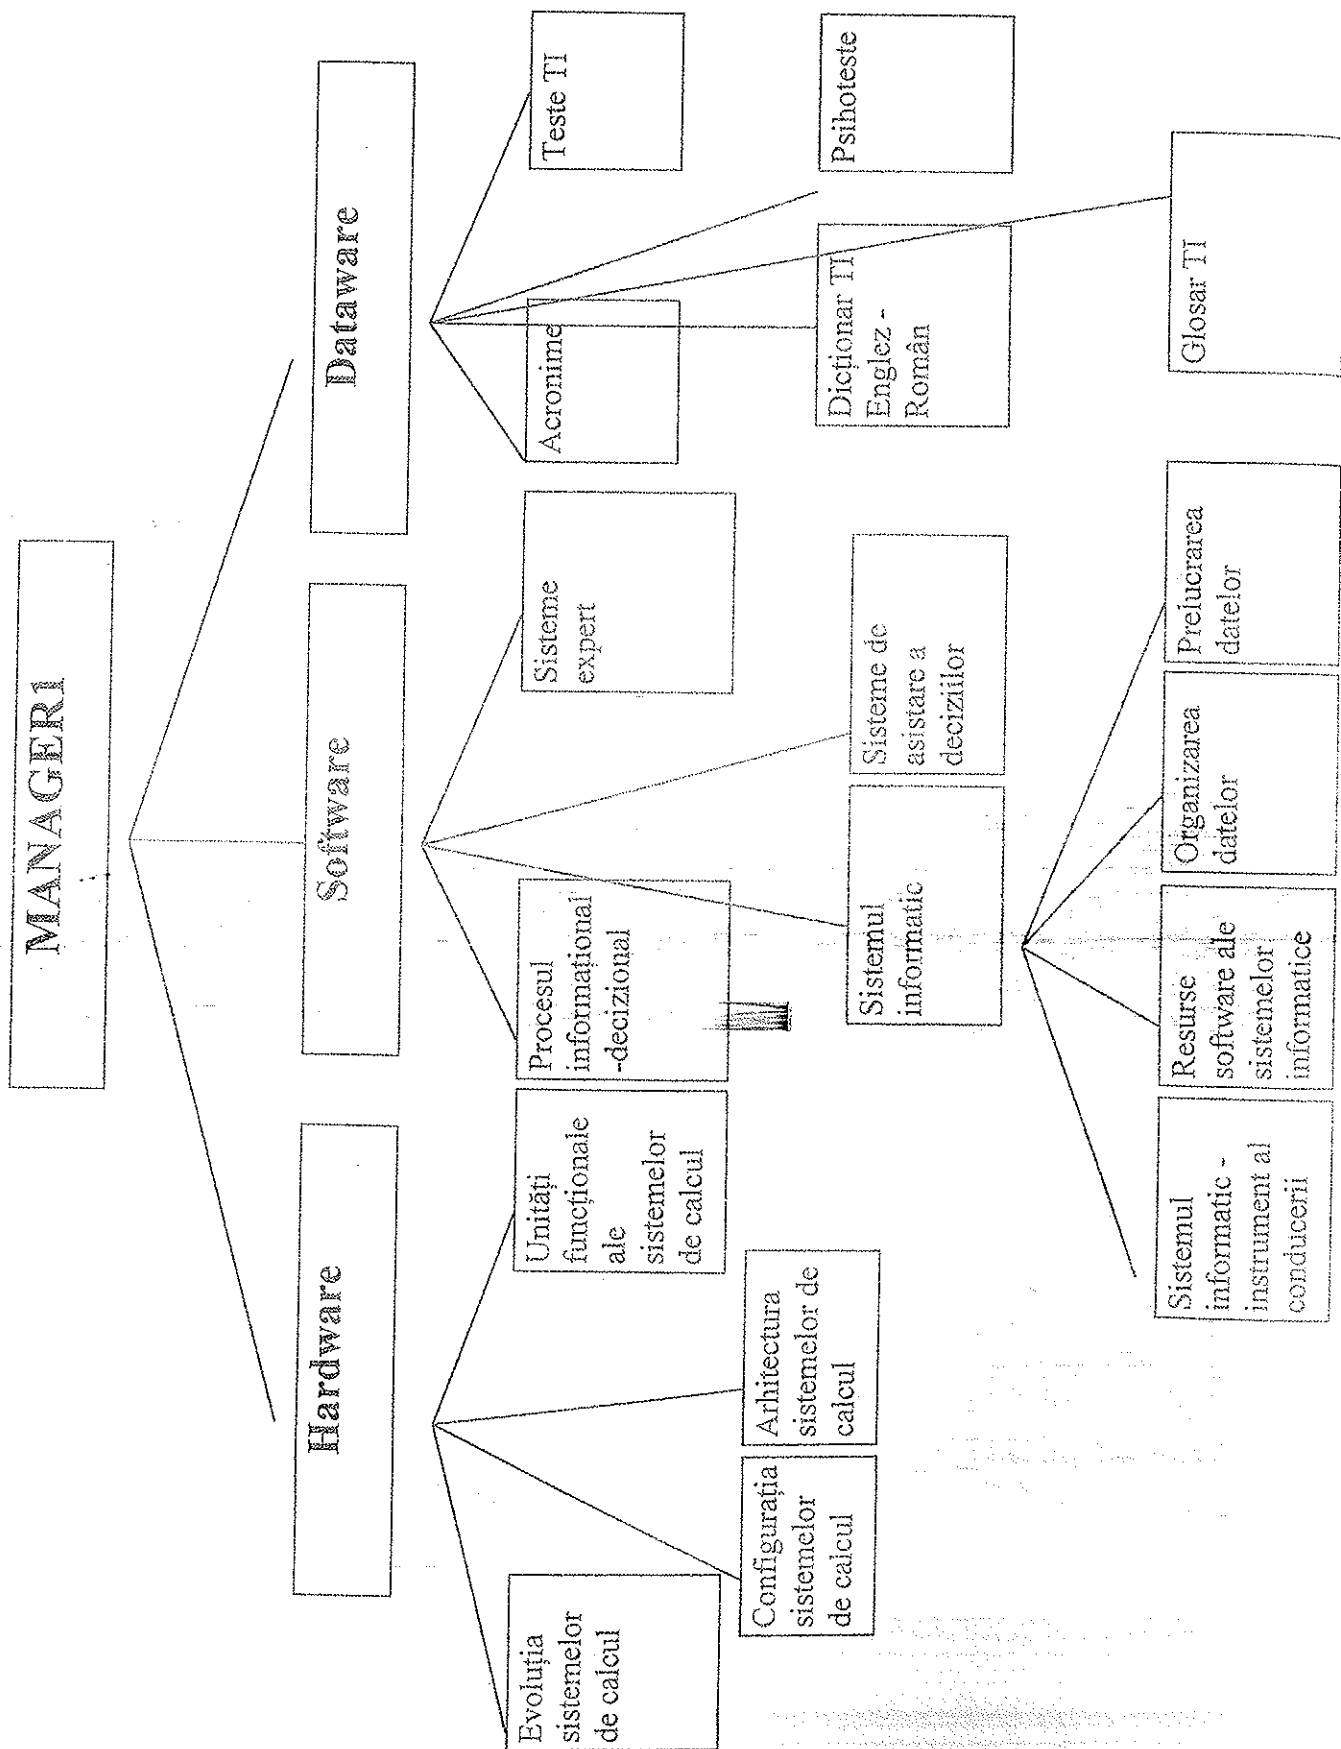 MANAGER1
Hardware
Software
Dataware
Evoluția
sistemelor
de calcul
Configurația
sistemelor
de calcul
Arhitectura
sistemelor de
calcul
Unități
funcționale
ale
sistemelor
de calcul
Procesul
informațional
-decizional
Sistemul
informatic
Sisteme de
asistare a
deciziilor
Sisteme
expert
Sistemul
informatic -
instrument al
conducerii
Resurse
software ale
sistemelor
informatice
Organizarea
datelor
Prelucrarea
datelor
Acronime
Dicționar TI
Englez -
Român
Psihoteste
Teste TI
Glosar TI